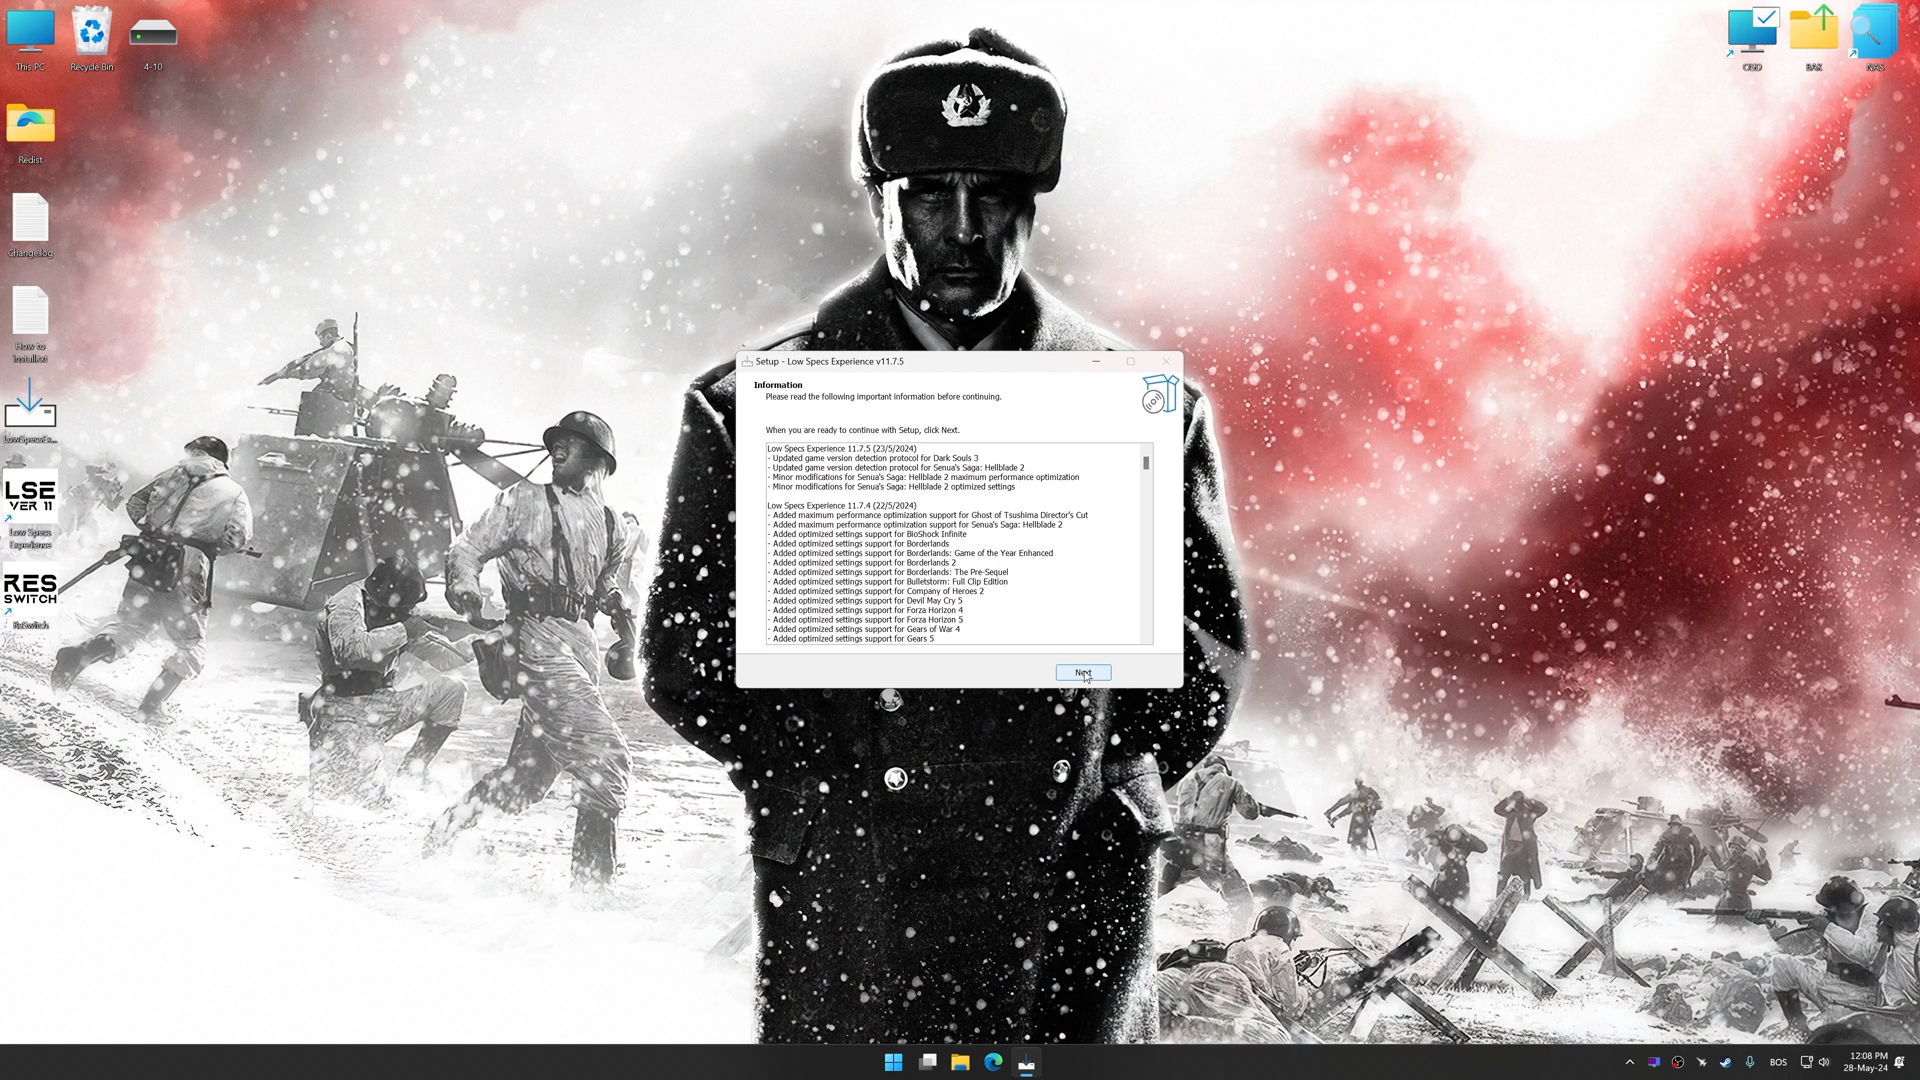 This PC
Recycle Bin
4-10
BAK
NAS
Redist
Change.log
How to
install.txt
LowSpecsEx...
LSE
VER 11
Low Specs
Experience
RES
SWITCH
ReSwitch
Setup - Low Specs Experience v11.7.5
Information
Please read the following important information before continuing.
When you are ready to continue with Setup, click Next.
Low Specs Experience 11.7.5 (23/5/2024)
- Updated game version detection protocol for Dark Souls 3
- Updated game version detection protocol for Senua's Saga: Hellblade 2
- Minor modifications for Senua's Saga: Hellblade 2 maximum performance optimization
- Minor modifications for Senua's Saga: Hellblade 2 optimized settings
Low Specs Experience 11.7.4 (22/5/2024)
- Added maximum performance optimization support for Ghost of Tsushima Director's Cut
- Added maximum performance optimization support for Senua's Saga: Hellblade 2
- Added optimized settings support for BioShock Infinite
- Added optimized settings support for Borderlands
- Added optimized settings support for Borderlands: Game of the Year Enhanced
- Added optimized settings support for Borderlands 2
- Added optimized settings support for Borderlands: The Pre-Sequel
- Added optimized settings support for Bulletstorm: Full Clip Edition
- Added optimized settings support for Company of Heroes 2
- Added optimized settings support for Devil May Cry 5
- Added optimized settings support for Forza Horizon 4
- Added optimized settings support for Forza Horizon 5
- Added optimized settings support for Gears of War 4
- Added optimized settings support for Gears 5
Next
BOS
12:08 PM
28-May-24